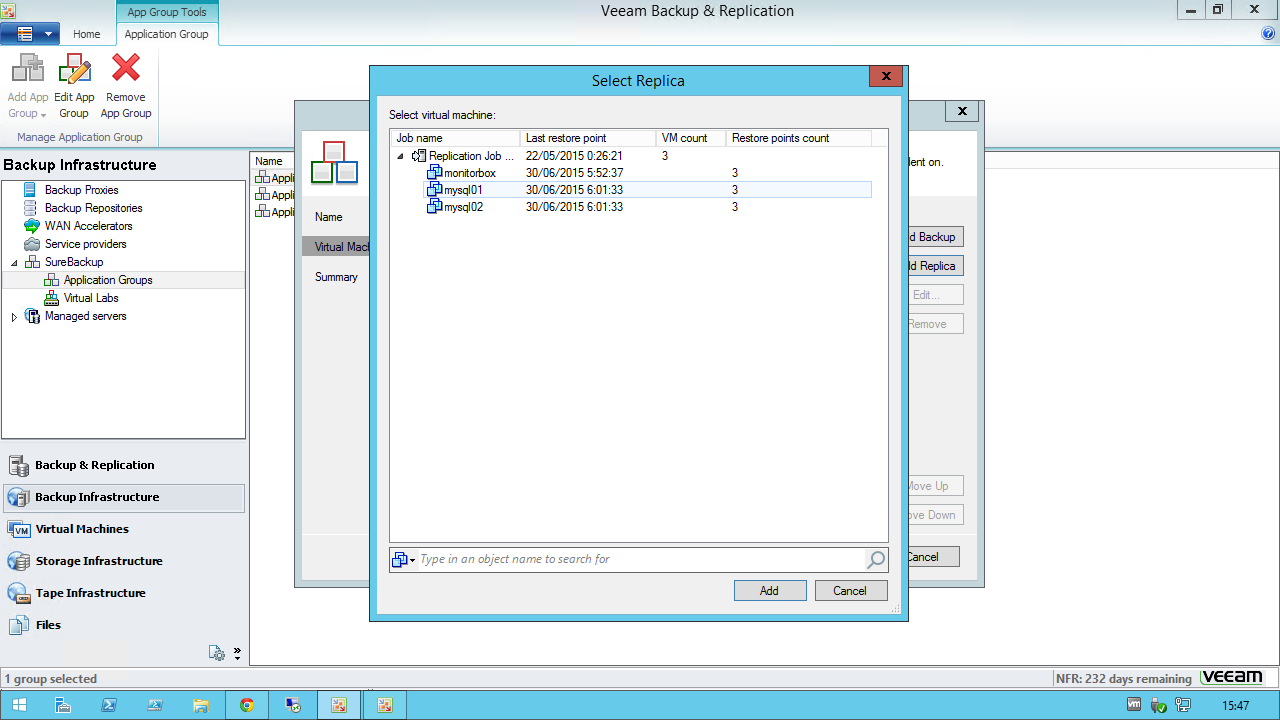 App Group Tools
Veeam Backup & Replication
Home
Application Group
Add App Group
Edit App Group
Remove App Group
Manage Application Group
Backup Infrastructure
Backup Proxies
Backup Repositories
WAN Accelerators
Service providers
SureBackup
Application Groups
Virtual Labs
Managed servers
Backup & Replication
Backup Infrastructure
Virtual Machines
Storage Infrastructure
Tape Infrastructure
Files
»
Name
Appli
Appli
Appli
Name
Virtual Mach
Summary
dent on.
d Backup
dd Replica
Edit...
Remove
Move Up
ove Down
Cancel
Select Replica
Select virtual machine:
Job name Last restore point VM count Restore points count
Replication Job ... 22/05/2015 0:26:21 3
monitorbox 30/06/2015 5:52:37 3
mysql01 30/06/2015 6:01:33 3
mysql02 30/06/2015 6:01:33 3
Type in an object name to search for
Add Cancel
1 group selected
NFR: 232 days remaining veeam
vm 15:47